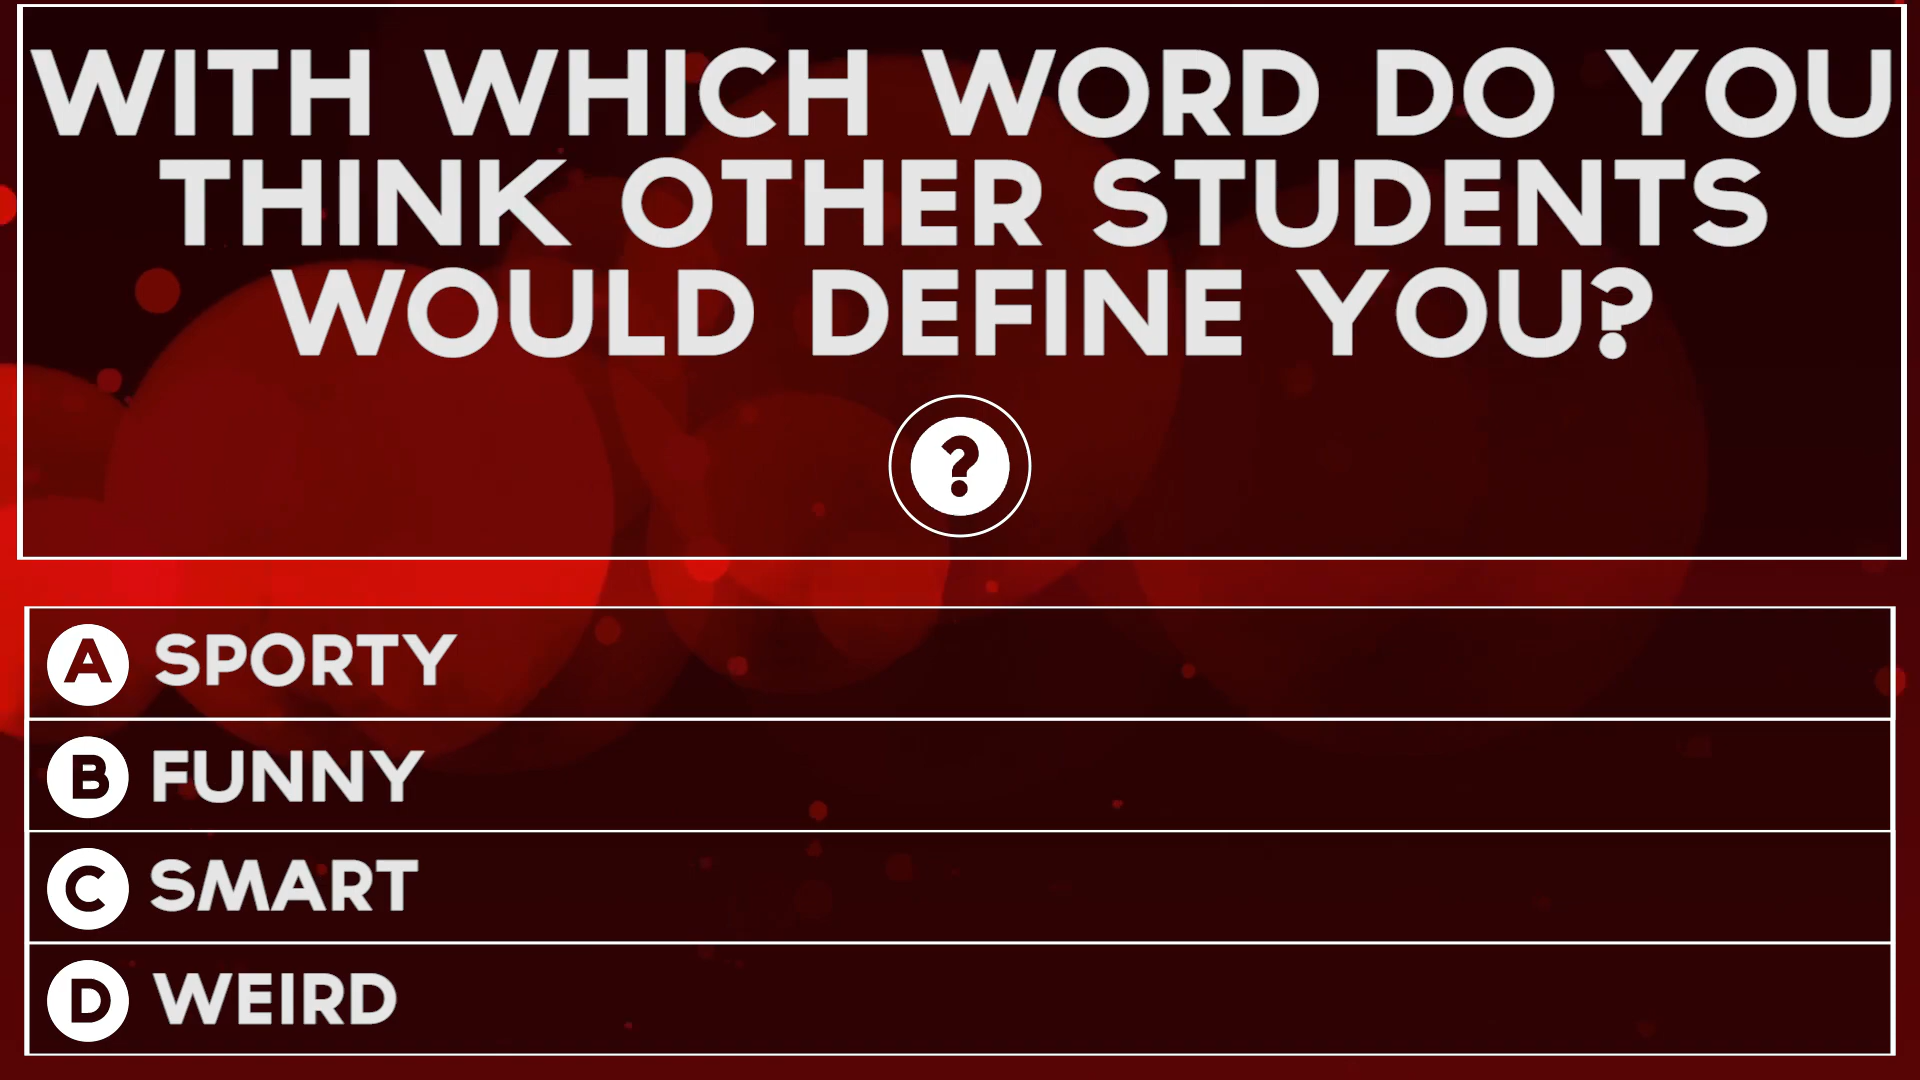 WITH WHICH WORD DO YOU
THINK OTHER STUDENTS
WOULD DEFINE YOU?
?
A SPORTY
B FUNNY
C SMART
D WEIRD